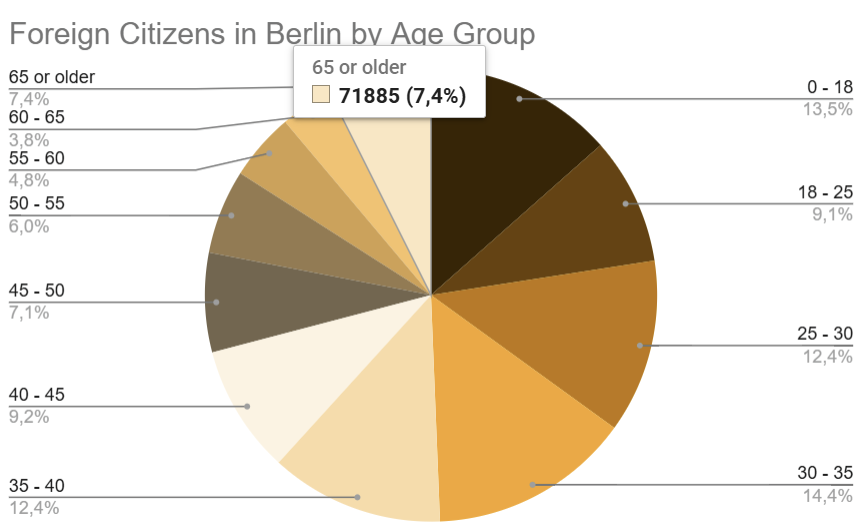 Foreign Citizens in Berlin by Age Group
65 or older
71885 (7,4%)
65 or older
7,4%
60 - 65
3,8%
55 - 60
4,8%
50 - 55
6,0%
45 - 50
7,1%
40 - 45
9,2%
35 - 40
12,4%
0 - 18
13,5%
18 - 25
9,1%
25 - 30
12,4%
30 - 35
14,4%